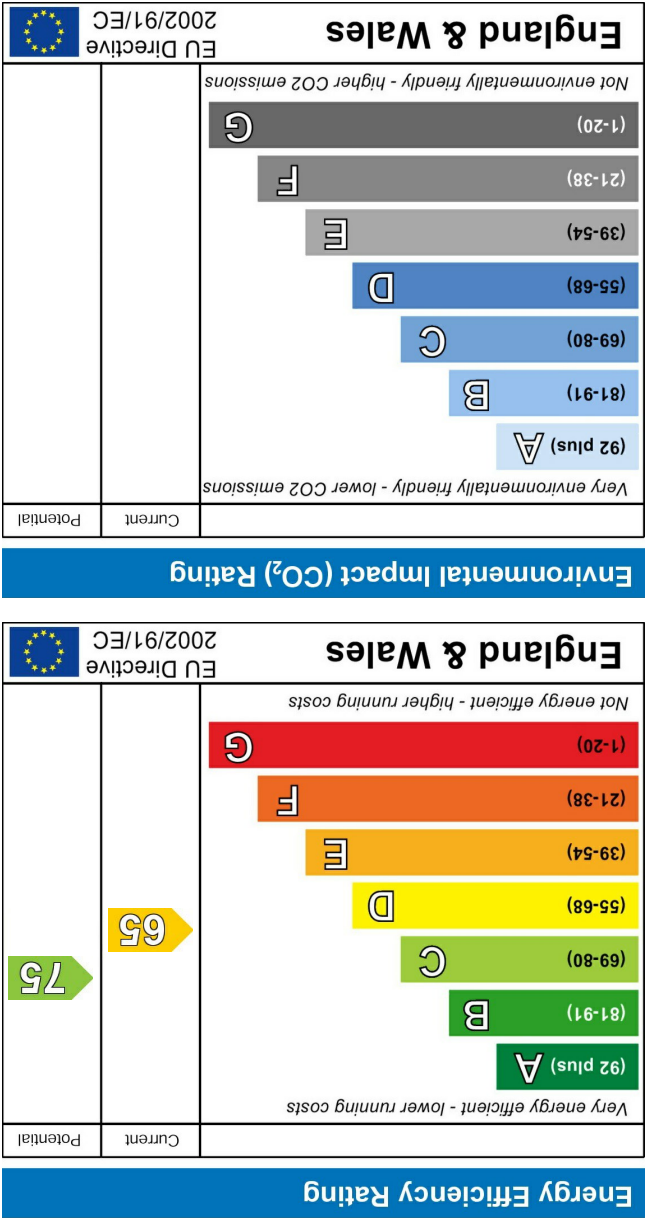 Energy Efficiency Rating
Current Potential
Very energy efficient - lower running costs
(92 plus) A
(81-91) B
(69-80) C
(55-68) D
(39-54) E
(21-38) F
(1-20) G
65
75
Not energy efficient - higher running costs
England & Wales
EU Directive
2002/91/EC
Environmental Impact (CO₂) Rating
Current Potential
Very environmentally friendly - lower CO2 emissions
(92 plus) A
(81-91) B
(69-80) C
(55-68) D
(39-54) E
(21-38) F
(1-20) G
Not environmentally friendly - higher CO2 emissions
England & Wales
EU Directive
2002/91/EC